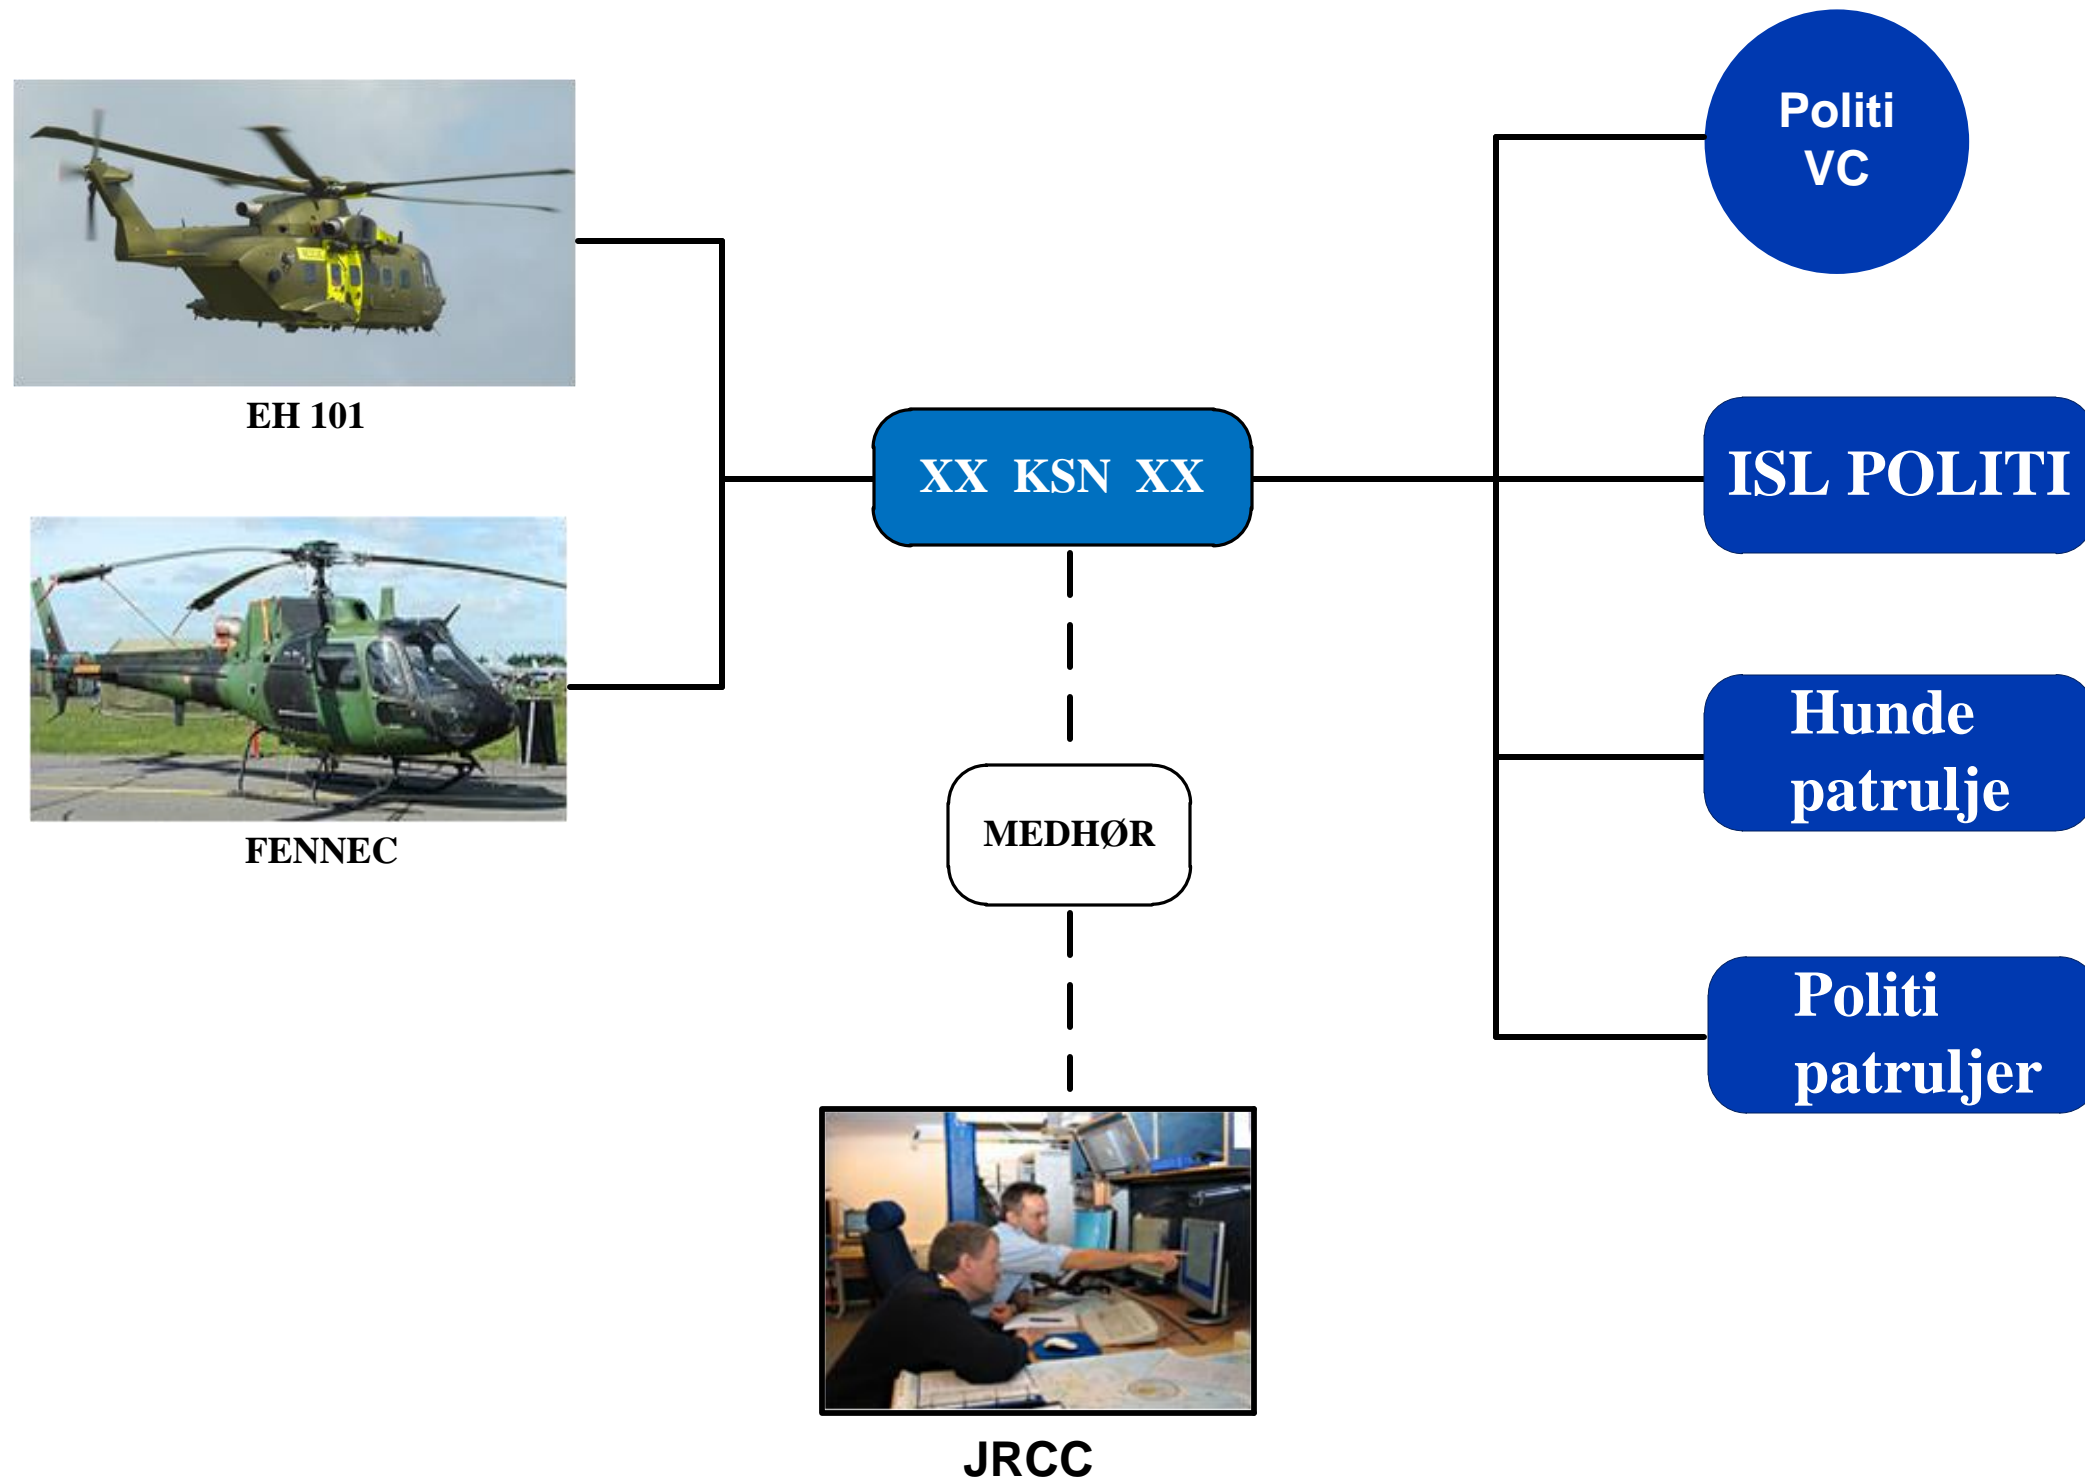 Politi
VC
EH 101
XX KSN XX
ISL POLITI
Hunde
patrulje
MEDHØR
FENNEC
Politi
patruljer
JRCC